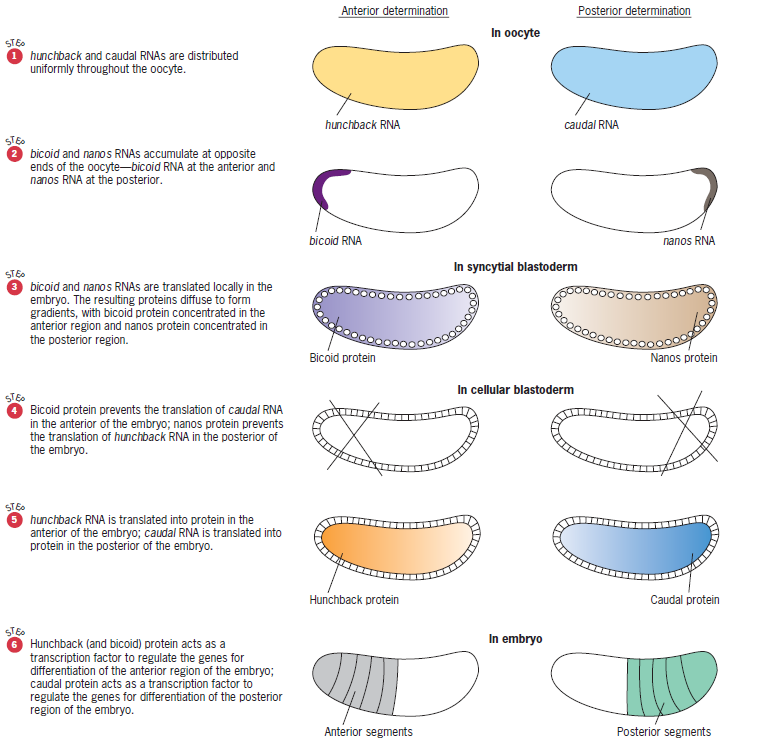 Anterior determination
Posterior determination
In oocyte
STEP
1
hunchback and caudal RNAs are distributed
uniformly throughout the oocyte.
hunchback RNA
caudal RNA
STEP
2
bicoid and nanos RNAs accumulate at opposite
ends of the oocyte—bicoid RNA at the anterior and
nanos RNA at the posterior.
bicoid RNA
nanos RNA
In syncytial blastoderm
STEP
3
bicoid and nanos RNAs are translated locally in the
embryo. The resulting proteins diffuse to form
gradients, with bicoid protein concentrated in the
anterior region and nanos protein concentrated in
the posterior region.
Bicoid protein
Nanos protein
In cellular blastoderm
STEP
4
Bicoid protein prevents the translation of caudal RNA
in the anterior of the embryo; nanos protein prevents
the translation of hunchback RNA in the posterior of
the embryo.
STEP
5
hunchback RNA is translated into protein in the
anterior of the embryo; caudal RNA is translated into
protein in the posterior of the embryo.
Hunchback protein
Caudal protein
In embryo
STEP
6
Hunchback (and bicoid) protein acts as a
transcription factor to regulate the genes for
differentiation of the anterior region of the embryo;
caudal protein acts as a transcription factor to
regulate the genes for differentiation of the posterior
region of the embryo.
Anterior segments
Posterior segments